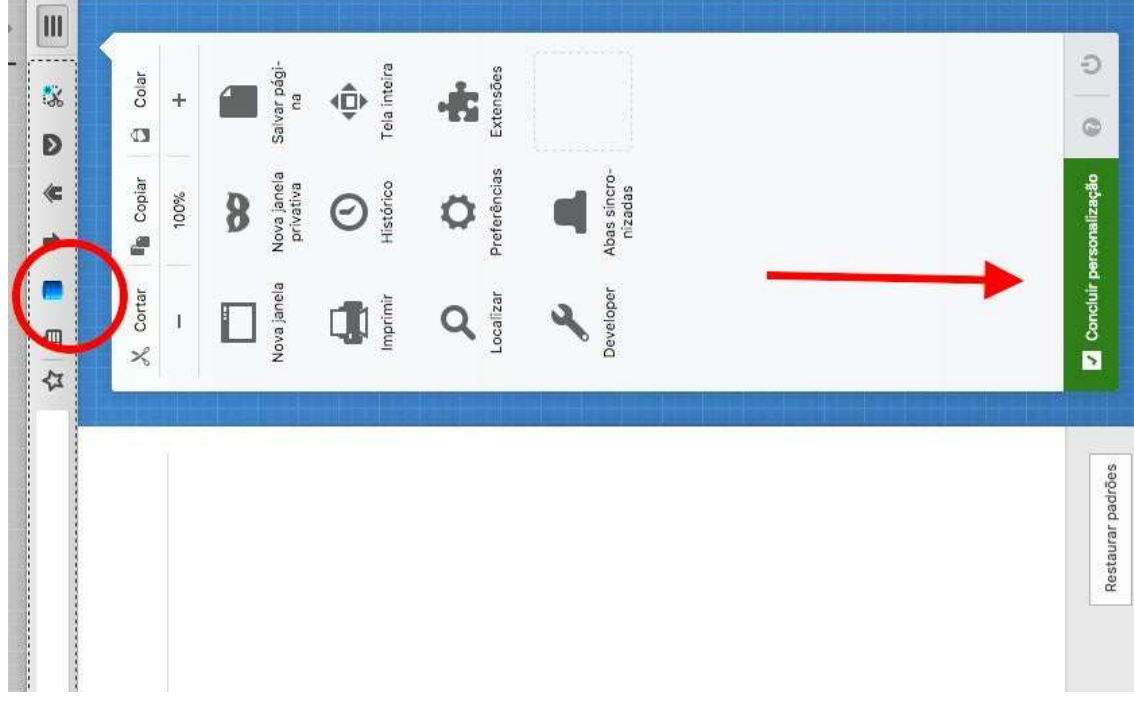 Cortar
Copiar
Colar
−
100%
+
Nova janela
Nova janela
privativa
Salvar pági-
na
Imprimir
Histórico
Tela inteira
Localizar
Preferências
Extensões
Developer
Abas sincro-
nizadas
Concluir personalização
?
Restaurar padrões